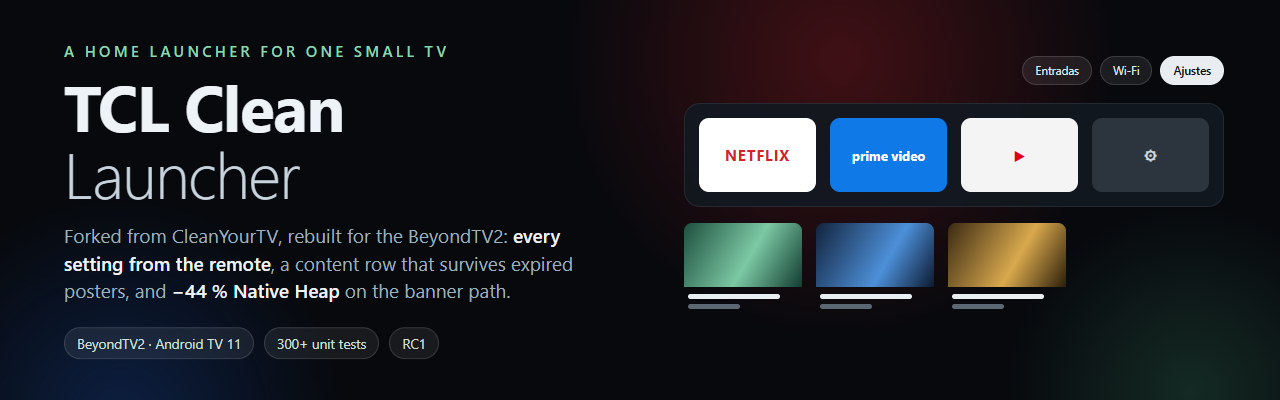 A HOME LAUNCHER FOR ONE SMALL TV
TCL Clean
Launcher
Forked from CleanYourTV, rebuilt for the BeyondTV2: every
setting from the remote, a content row that survives expired
posters, and −44 % Native Heap on the banner path.
BeyondTV2 · Android TV 11
300+ unit tests
RC1
Entradas
Wi-Fi
Ajustes
NETFLIX
prime video